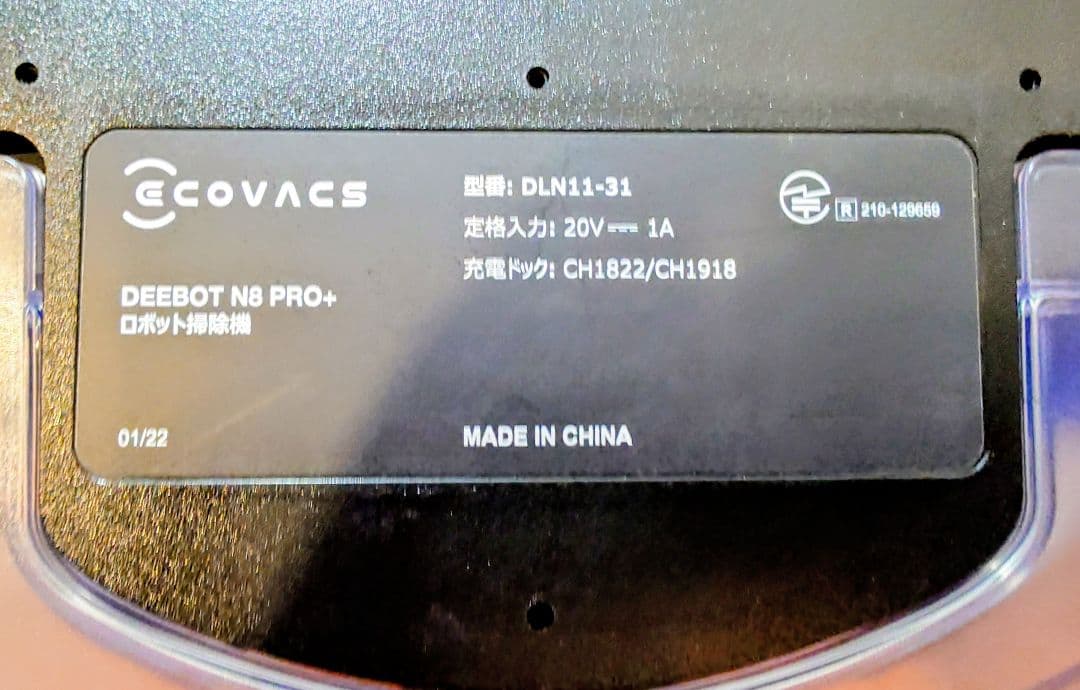 ECOVACS
DEEBOT N8 PRO+
ロボット掃除機
01/22
型番: DLN11-31
定格入力: 20V⎓ 1A
充電ドック: CH1822/CH1918
MADE IN CHINA
R 210-129659